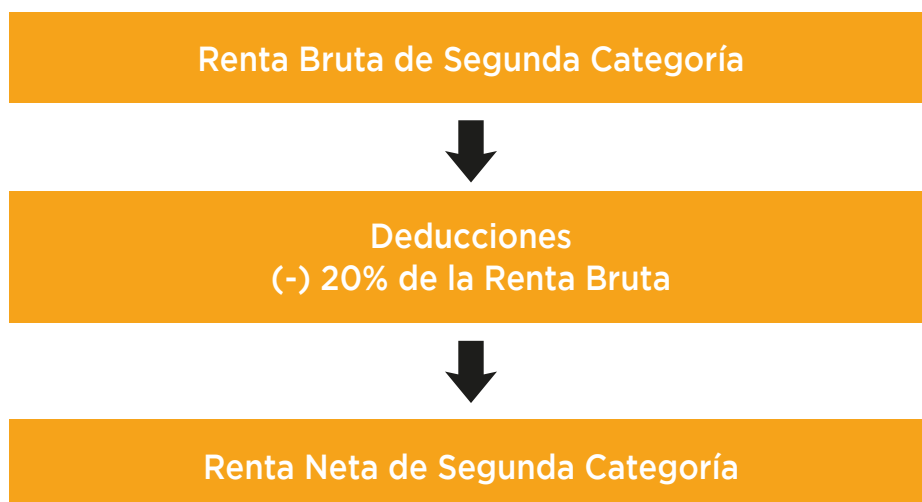 Renta Bruta de Segunda Categoría
Deducciones
(-) 20% de la Renta Bruta
Renta Neta de Segunda Categoría